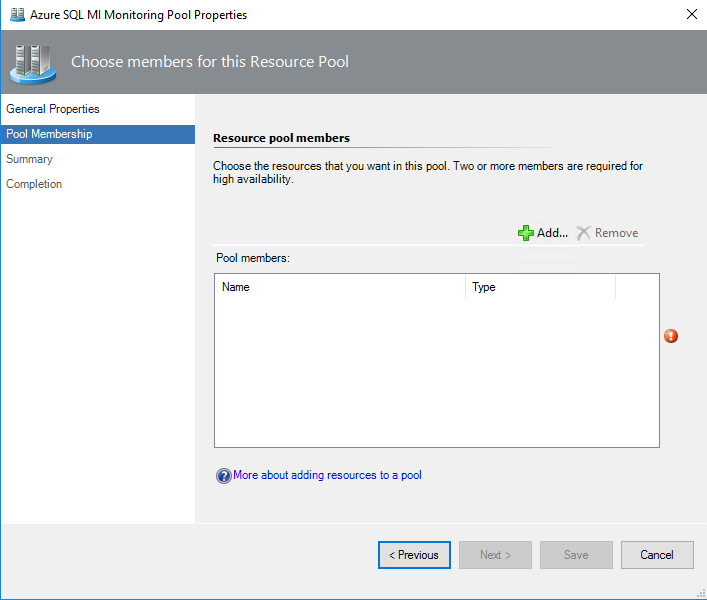 Azure SQL MI Monitoring Pool Properties
Choose members for this Resource Pool
General Properties
Pool Membership
Summary
Completion
Resource pool members
Choose the resources that you want in this pool. Two or more members are required for
high availability.
Add... Remove
Pool members:
Name Type
More about adding resources to a pool
< Previous Next > Save Cancel